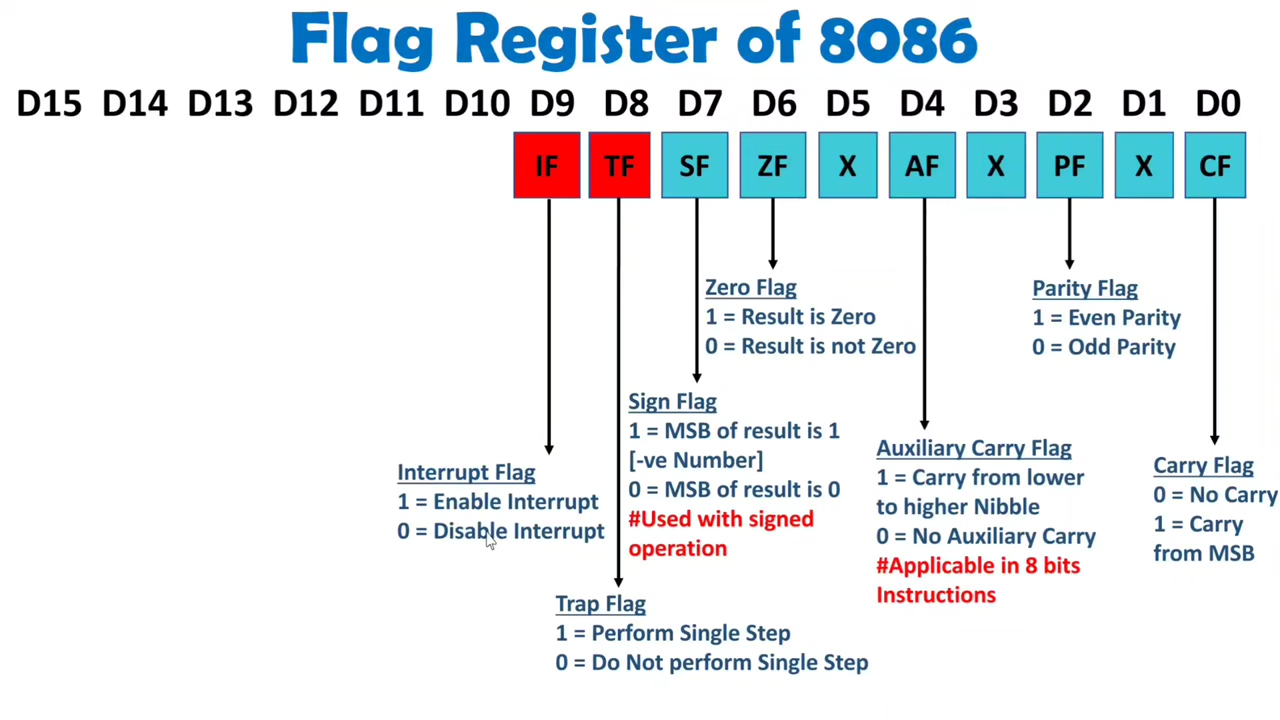 Flag Register of 8086
D15 D14 D13 D12 D11 D10 D9 D8 D7 D6 D5 D4 D3 D2 D1 D0
IF TF SF ZF X AF X PF X CF
Zero Flag
1 = Result is Zero
0 = Result is not Zero
Parity Flag
1 = Even Parity
0 = Odd Parity
Sign Flag
1 = MSB of result is 1
[-ve Number]
0 = MSB of result is 0
#Used with signed
operation
Auxiliary Carry Flag
1 = Carry from lower
to higher Nibble
0 = No Auxiliary Carry
#Applicable in 8 bits
Instructions
Carry Flag
0 = No Carry
1 = Carry
from MSB
Interrupt Flag
1 = Enable Interrupt
0 = Disable Interrupt
Trap Flag
1 = Perform Single Step
0 = Do Not perform Single Step